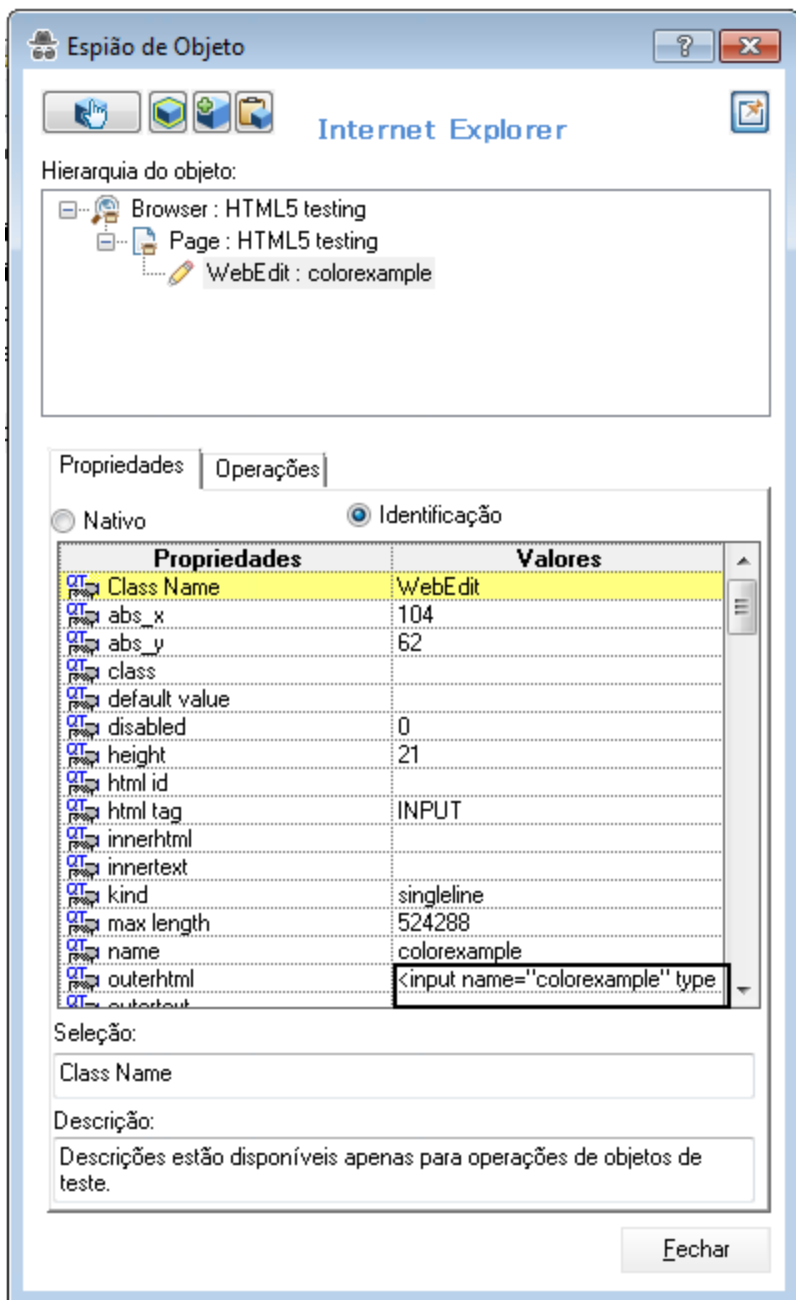 Espião de Objeto
Internet Explorer
Hierarquia do objeto:
Browser : HTML5 testing
Page : HTML5 testing
WebEdit : colorexample
Propriedades Operações
Nativo Identificação
Propriedades Valores
Class Name WebEdit
abs_x 104
abs_y 62
class
default value
disabled 0
height 21
html id
html tag INPUT
innerhtml
innertext
kind singleline
max length 524288
name colorexample
outerhtml <input name="colorexample" type
Seleção:
Class Name
Descrição:
Descrições estão disponíveis apenas para operações de objetos de
teste.
Fechar